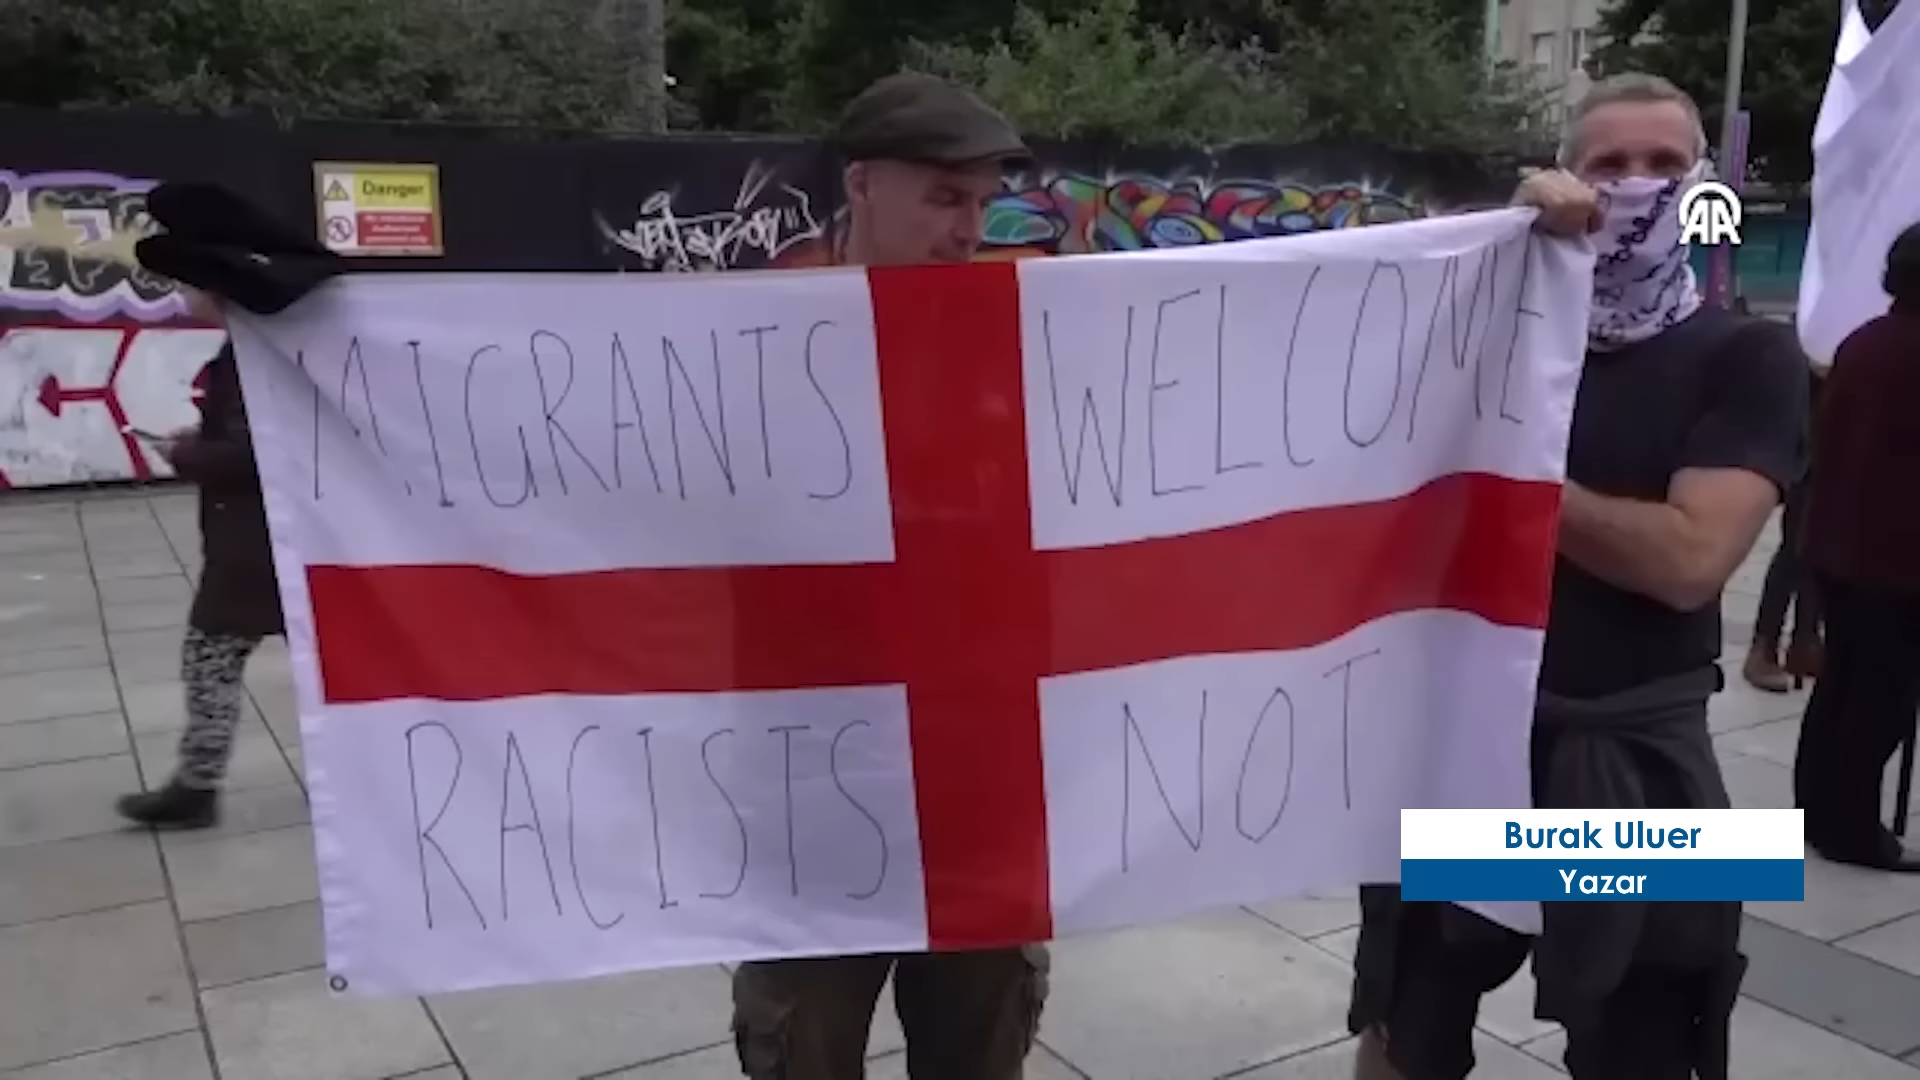 Danger
AA
MIGRANTS WELCOME
RACISTS NOT
Burak Uluer
Yazar